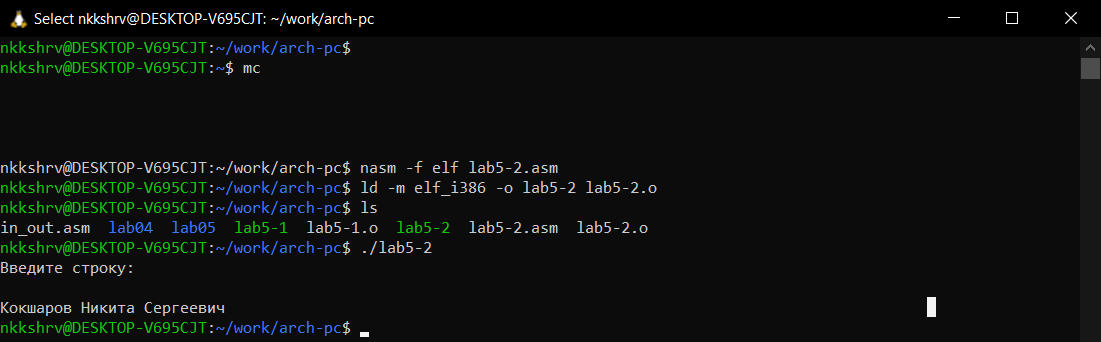 Select nkkshrv@DESKTOP-V695CJT: ~/work/arch-pc
nkkshrv@DESKTOP-V695CJT:~/work/arch-pc$
nkkshrv@DESKTOP-V695CJT:~$ mc
nkkshrv@DESKTOP-V695CJT:~/work/arch-pc$ nasm -f elf lab5-2.asm
nkkshrv@DESKTOP-V695CJT:~/work/arch-pc$ ld -m elf_i386 -o lab5-2 lab5-2.o
nkkshrv@DESKTOP-V695CJT:~/work/arch-pc$ ls
in_out.asm  lab04  lab05  lab5-1  lab5-1.o  lab5-2  lab5-2.asm  lab5-2.o
nkkshrv@DESKTOP-V695CJT:~/work/arch-pc$ ./lab5-2
Введите строку:
Кокшаров Никита Сергеевич
nkkshrv@DESKTOP-V695CJT:~/work/arch-pc$